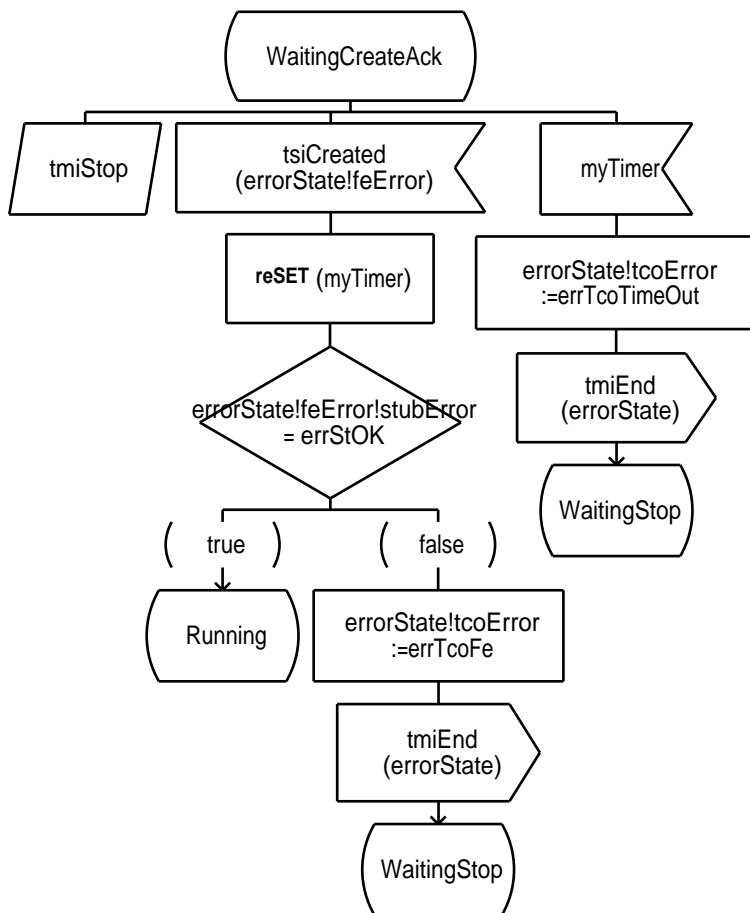 WaitingCreateAck
tmiStop
tsiCreated
(errorState!feError)
myTimer
reSET (myTimer)
errorState!tcoError
:=errTcoTimeOut
errorState!feError!stubError
= errStOK
tmiEnd
(errorState)
WaitingStop
( true )
( false )
Running
errorState!tcoError
:=errTcoFe
tmiEnd
(errorState)
WaitingStop